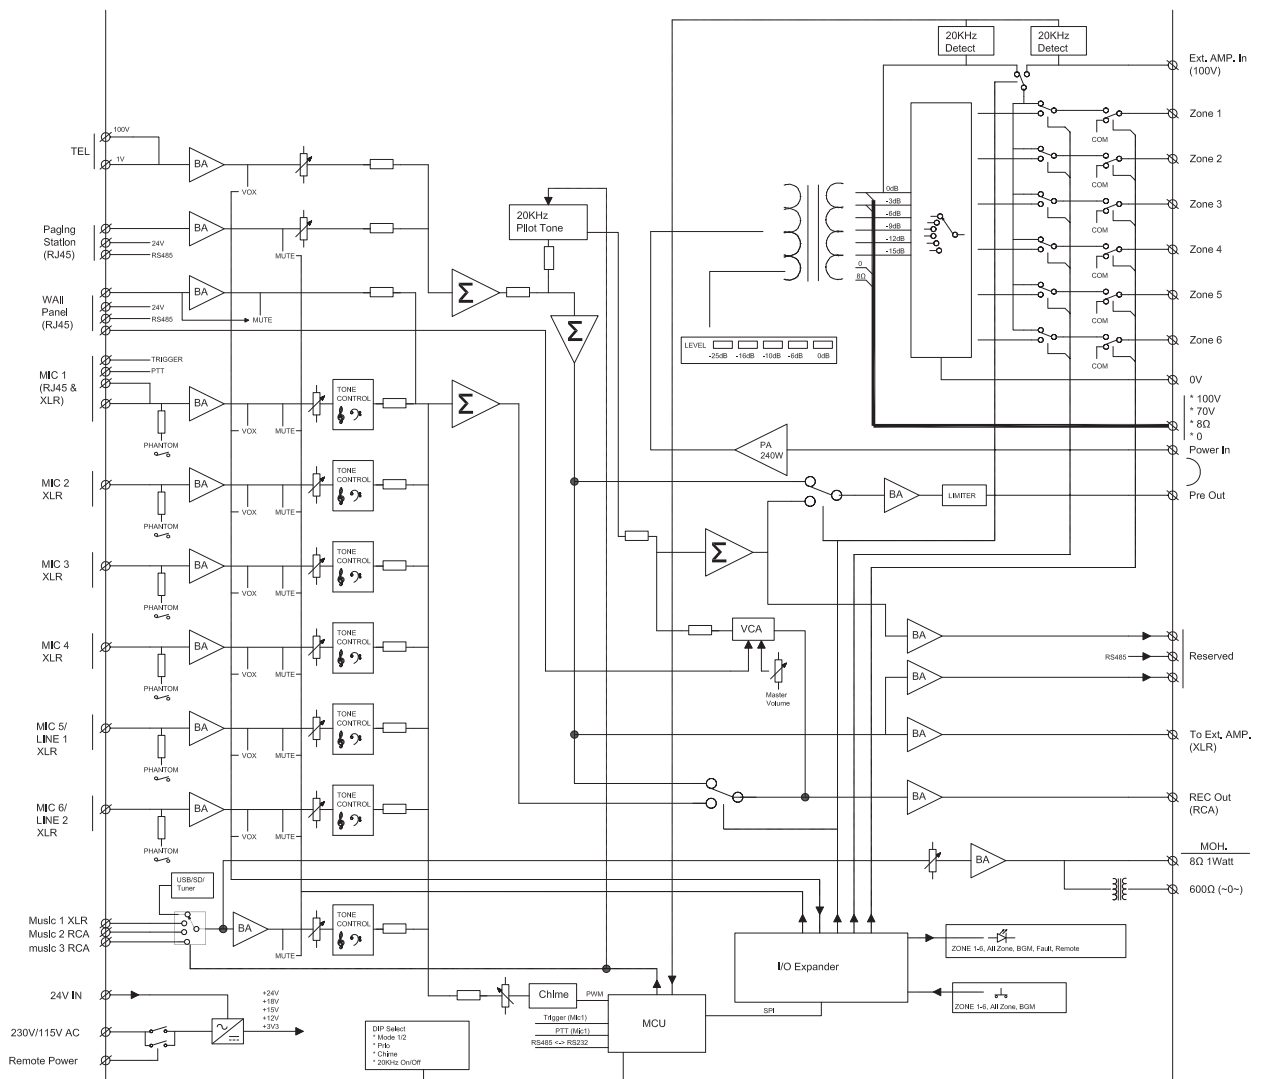 20KHz
Detect
20KHz
Detect
Ext. AMP. In
(100V)
Zone 1
COM
Zone 2
COM
Zone 3
COM
Zone 4
COM
Zone 5
COM
Zone 6
COM
0V
* 100V
* 70V
* 8Ω
* 0
Power In
Pre Out
0dB
-3dB
-6dB
-9dB
-12dB
-15dB
0
8Ω
LEVEL
-25dB -16dB -10dB -6dB 0dB
PA
240W
BA
LIMITER
TEL
100V
1V
BA
VOX
Paging
Station
(RJ45)
24V
RS485
BA
MUTE
20KHz
Pilot Tone
Wall
Panel
(RJ45)
24V
RS485
BA
MUTE
Σ
Σ
MIC 1
(RJ45 &
XLR)
TRIGGER
PTT
PHANTOM
BA
VOX
MUTE
TONE
CONTROL
Σ
MIC 2
XLR
PHANTOM
BA
VOX
MUTE
TONE
CONTROL
MIC 3
XLR
PHANTOM
BA
VOX
MUTE
TONE
CONTROL
Σ
MIC 4
XLR
PHANTOM
BA
VOX
MUTE
TONE
CONTROL
VCA
Master
Volume
BA
RS485
Reserved
BA
MIC 5/
LINE 1
XLR
PHANTOM
BA
VOX
MUTE
TONE
CONTROL
BA
To Ext. AMP.
(XLR)
MIC 6/
LINE 2
XLR
PHANTOM
BA
VOX
MUTE
TONE
CONTROL
BA
REC Out
(RCA)
BA
MOH.
8Ω 1Watt
600Ω (~0~)
USB/SD/
Tuner
Music 1 XLR
Music 2 RCA
music 3 RCA
BA
MUTE
TONE
CONTROL
I/O Expander
ZONE 1-6, All Zone, BGM, Fault, Remote
ZONE 1-6, All Zone, BGM
24V IN
230V/115V AC
Remote Power
+24V
+18V
+15V
+12V
+3V3
DIP Select
* Mode 1/2
* Prio
* Chime
* 20KHz On/Off
Chime
PWM
Trigger (Mic1)
PTT (Mic1)
RS485 <-> RS232
MCU
SPI